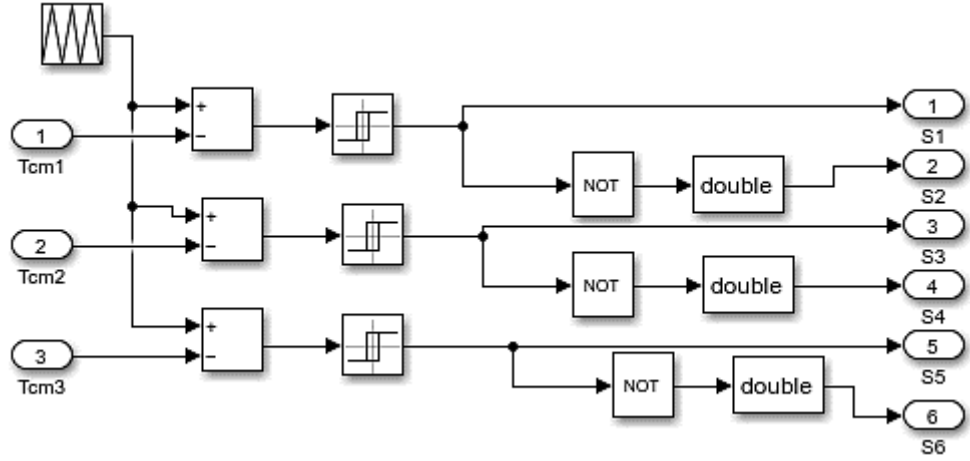 +
−
1
Tcm1
1
S1
NOT
double
2
S2
+
−
2
Tcm2
3
S3
NOT
double
4
S4
+
−
3
Tcm3
5
S5
NOT
double
6
S6